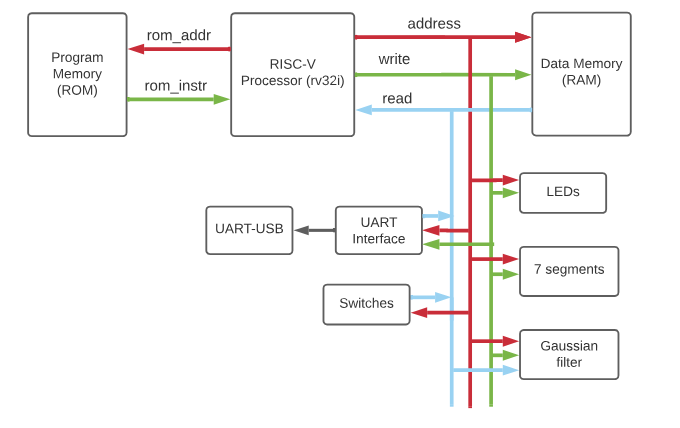 address
rom_addr
Program
Memory
(ROM)
RISC-V
Processor (rv32i)
write
Data Memory
(RAM)
rom_instr
read
LEDs
UART-USB
UART
Interface
7 segments
Switches
Gaussian
filter